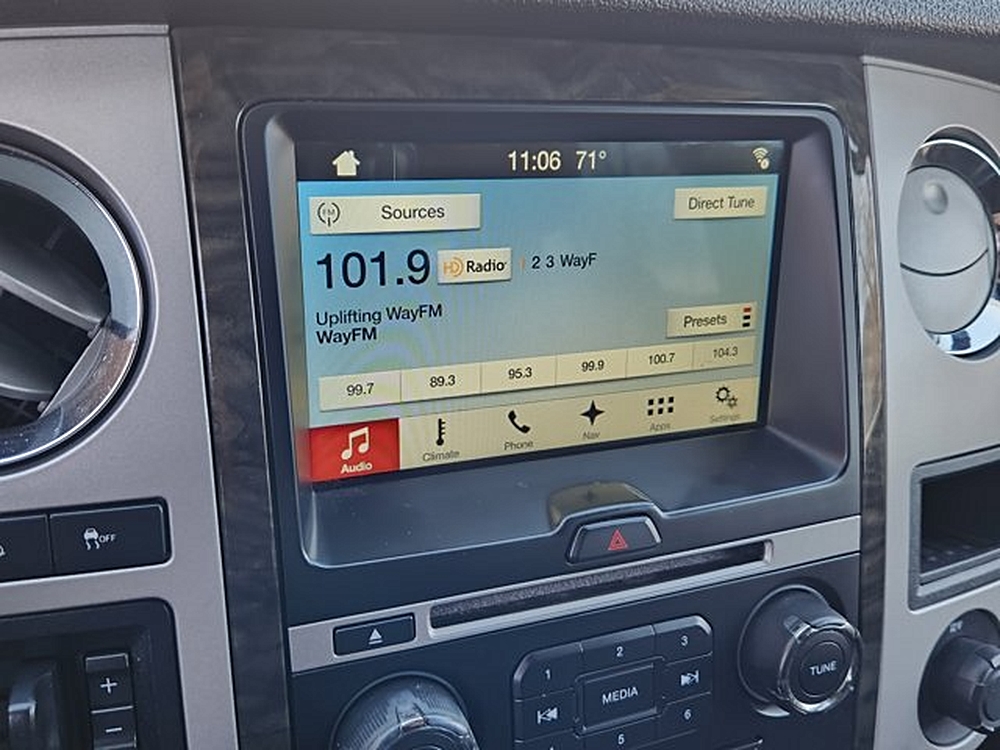 11:06 71°
FM Sources
Direct Tune
101.9 HD Radio 2 3 WayF
Uplifting WayFM
WayFM
Presets
99.7 89.3 95.3 99.9 100.7 104.3
Audio Climate Phone Nav Apps Settings
OFF
1 2 3
MEDIA
TUNE
5 6